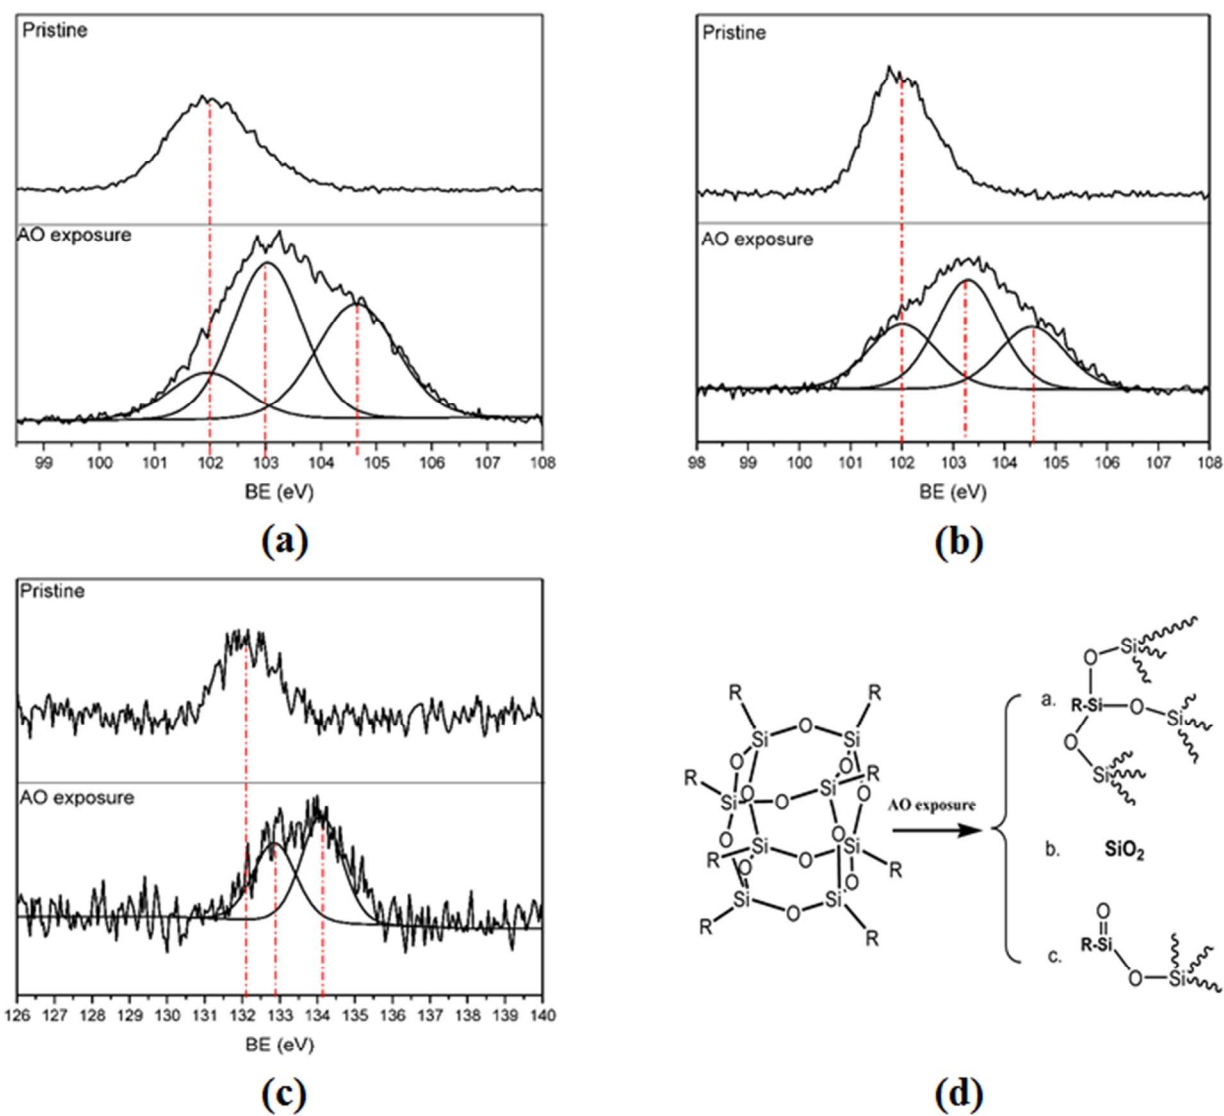 Pristine
AO exposure
99 100 101 102 103 104 105 106 107 108
BE (eV)
(a)
Pristine
AO exposure
98 99 100 101 102 103 104 105 106 107 108
BE (eV)
(b)
Pristine
AO exposure
126 127 128 129 130 131 132 133 134 135 136 137 138 139 140
BE (eV)
(c)
R R
Si O Si
O O
R Si O Si R
O O
O O
R Si O Si R
O O
Si O Si
R R
AO exposure
a.
O Si
R-Si O Si
O
Si
b. SiO2
c.
O
R-Si
O Si
(d)